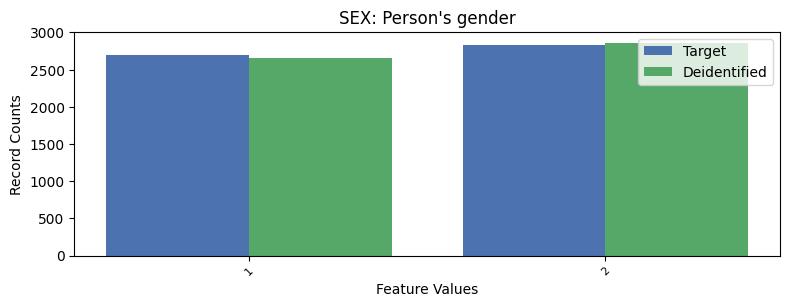 SEX: Person's gender
Target
Deidentified
Record Counts
3000
2500
2000
1500
1000
500
0
1
2
Feature Values